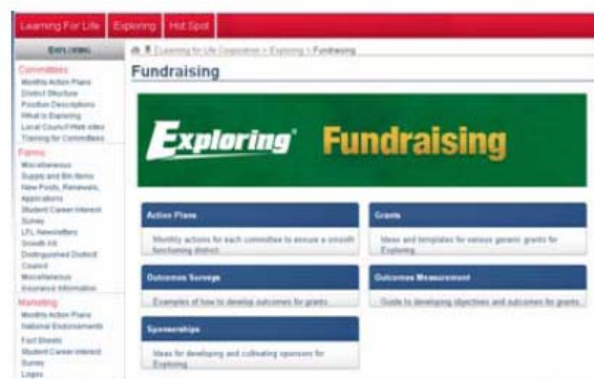 Learning For Life Exploring Hot Spot
EXPLORING
Learning for Life Corporation > Exploring > Fundraising
Committees
Monthly Action Plans
District Structure
Position Descriptions
What is Exploring
Local Council Web sites
Training for Committees
Forms
Miscellaneous
Supply and Bin Items
New Posts, Renewals,
Applications
Student Career Interest
Survey
LFL Newsletters
Growth Kit
Distinguished District/
Council
Miscellaneous
Insurance Information
Marketing
Monthly Action Plans
National Endorsements
Fact Sheets
Student Career Interest
Survey
Logos
Fundraising
Exploring Fundraising
Action Plans
Monthly actions for each committee to ensure a smooth
functioning district.
Grants
Ideas and templates for various generic grants for
Exploring.
Outcomes Surveys
Examples of how to develop outcomes for grants.
Outcomes Measurement
Guide to developing objectives and outcomes for grants.
Sponsorships
Ideas for developing and cultivating sponsors for
Exploring.